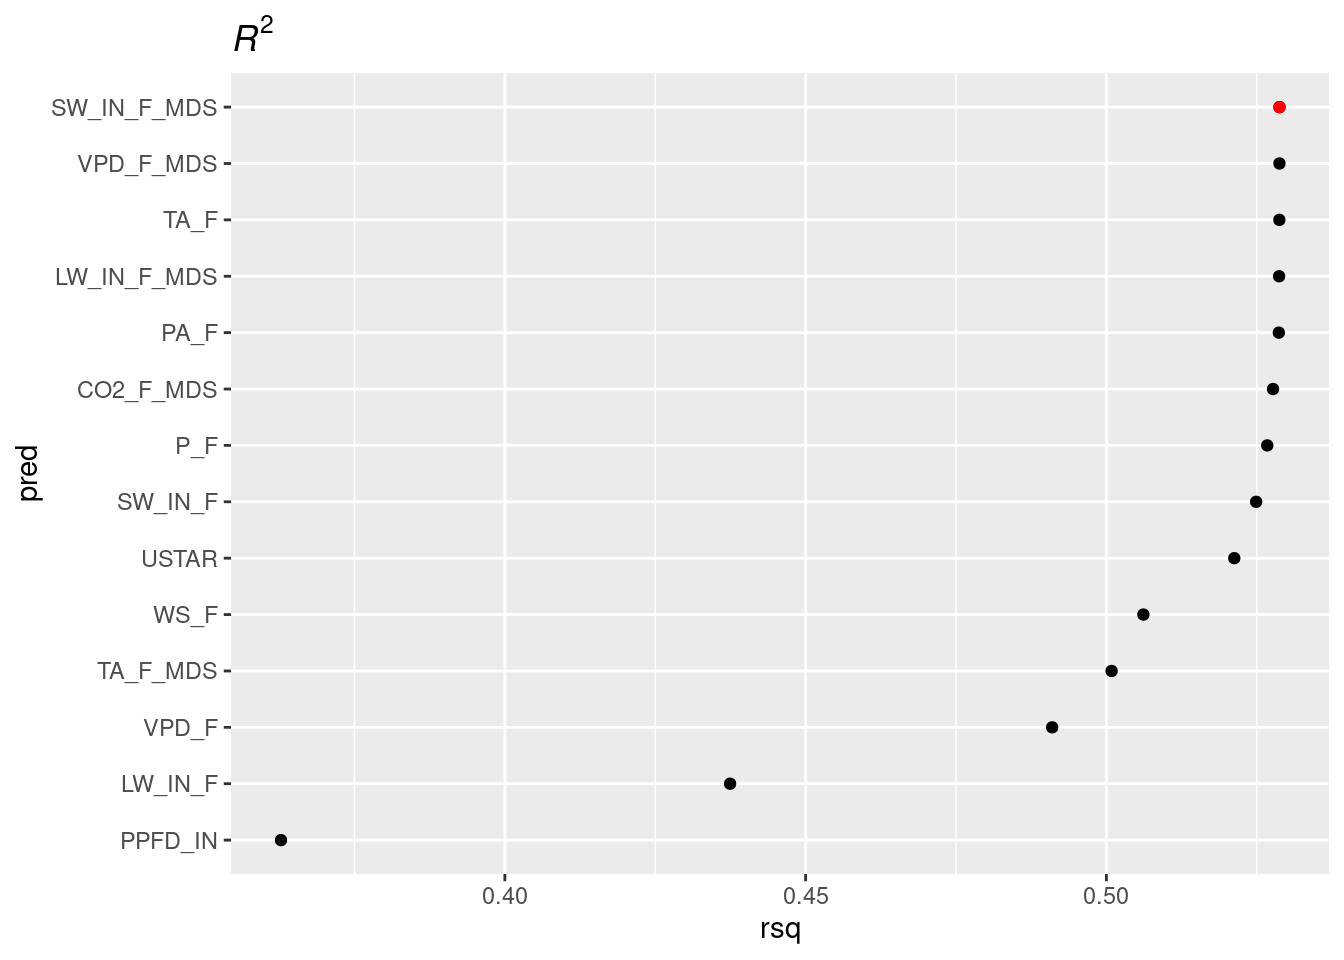 R²
SW_IN_F_MDS
VPD_F_MDS
TA_F
LW_IN_F_MDS
PA_F
CO2_F_MDS
P_F
SW_IN_F
USTAR
WS_F
TA_F_MDS
VPD_F
LW_IN_F
PPFD_IN
pred
0.40 0.45 0.50
rsq